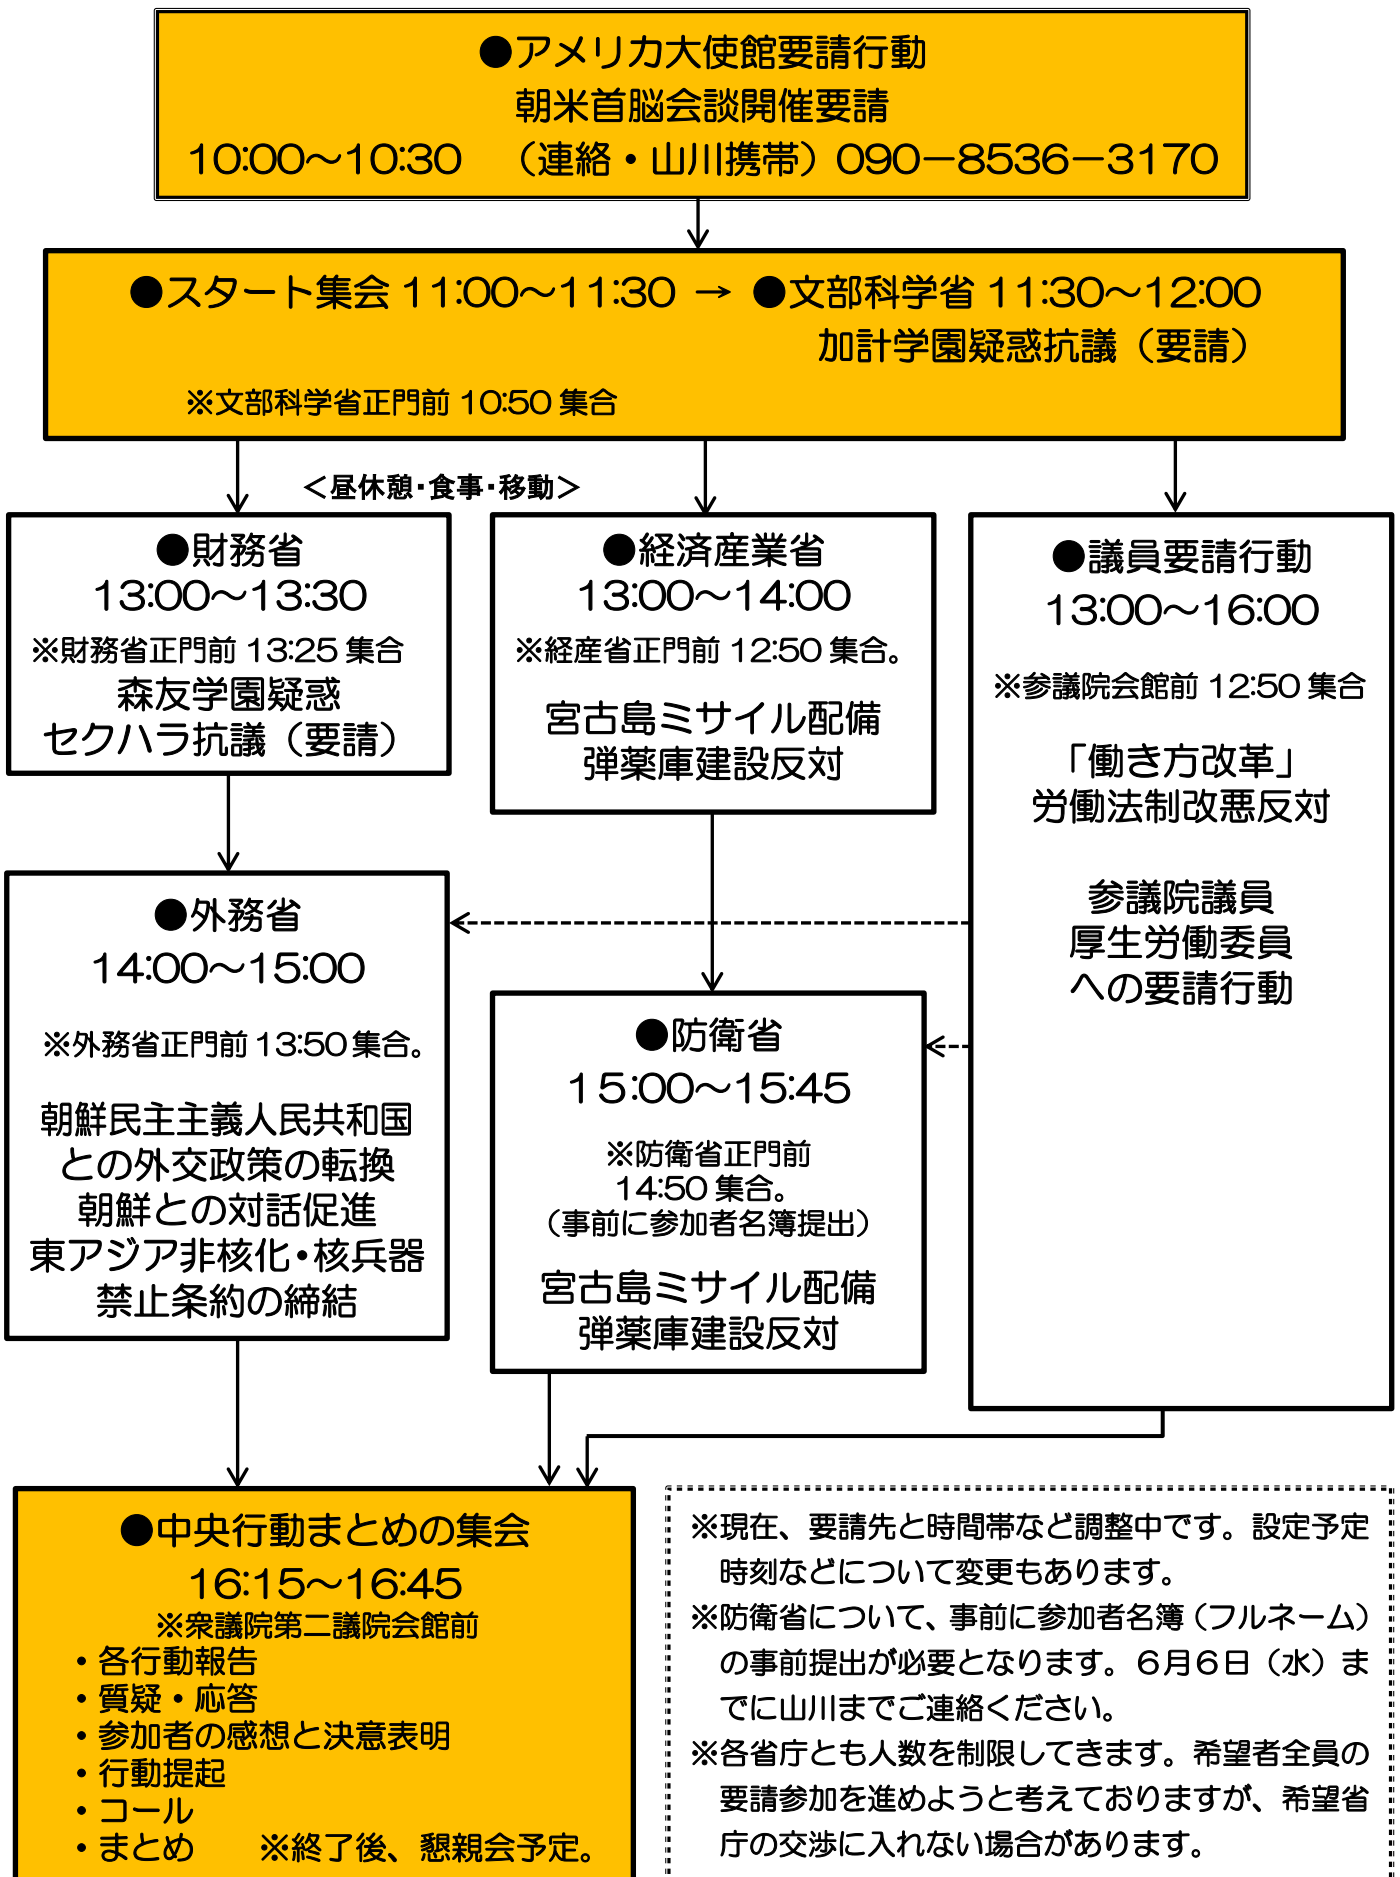 ●アメリカ大使館要請行動
朝米首脳会談開催要請
10:00～10:30　（連絡・山川携帯）090－8536－3170
●スタート集会 11:00～11:30 → ●文部科学省 11:30～12:00
加計学園疑惑抗議（要請）
※文部科学省正門前 10:50 集合
＜昼休憩・食事・移動＞
●財務省
13:00～13:30
※財務省正門前 13:25 集合
森友学園疑惑
セクハラ抗議（要請）
●経済産業省
13:00～14:00
※経産省正門前 12:50 集合。
宮古島ミサイル配備
弾薬庫建設反対
●議員要請行動
13:00～16:00
※参議院会館前 12:50 集合
「働き方改革」
労働法制改悪反対
参議院議員
厚生労働委員
への要請行動
●外務省
14:00～15:00
※外務省正門前 13:50 集合。
朝鮮民主主義人民共和国
との外交政策の転換
朝鮮との対話促進
東アジア非核化・核兵器
禁止条約の締結
●防衛省
15:00～15:45
※防衛省正門前
14:50 集合。
（事前に参加者名簿提出）
宮古島ミサイル配備
弾薬庫建設反対
●中央行動まとめの集会
16:15～16:45
※衆議院第二議院会館前
・各行動報告
・質疑・応答
・参加者の感想と決意表明
・行動提起
・コール
・まとめ　　※終了後、懇親会予定。
※現在、要請先と時間帯など調整中です。設定予定
時刻などについて変更もあります。
※防衛省について、事前に参加者名簿（フルネーム）
の事前提出が必要となります。６月６日（水）ま
でに山川までご連絡ください。
※各省庁とも人数を制限してきます。希望者全員の
要請参加を進めようと考えておりますが、希望省
庁の交渉に入れない場合があります。